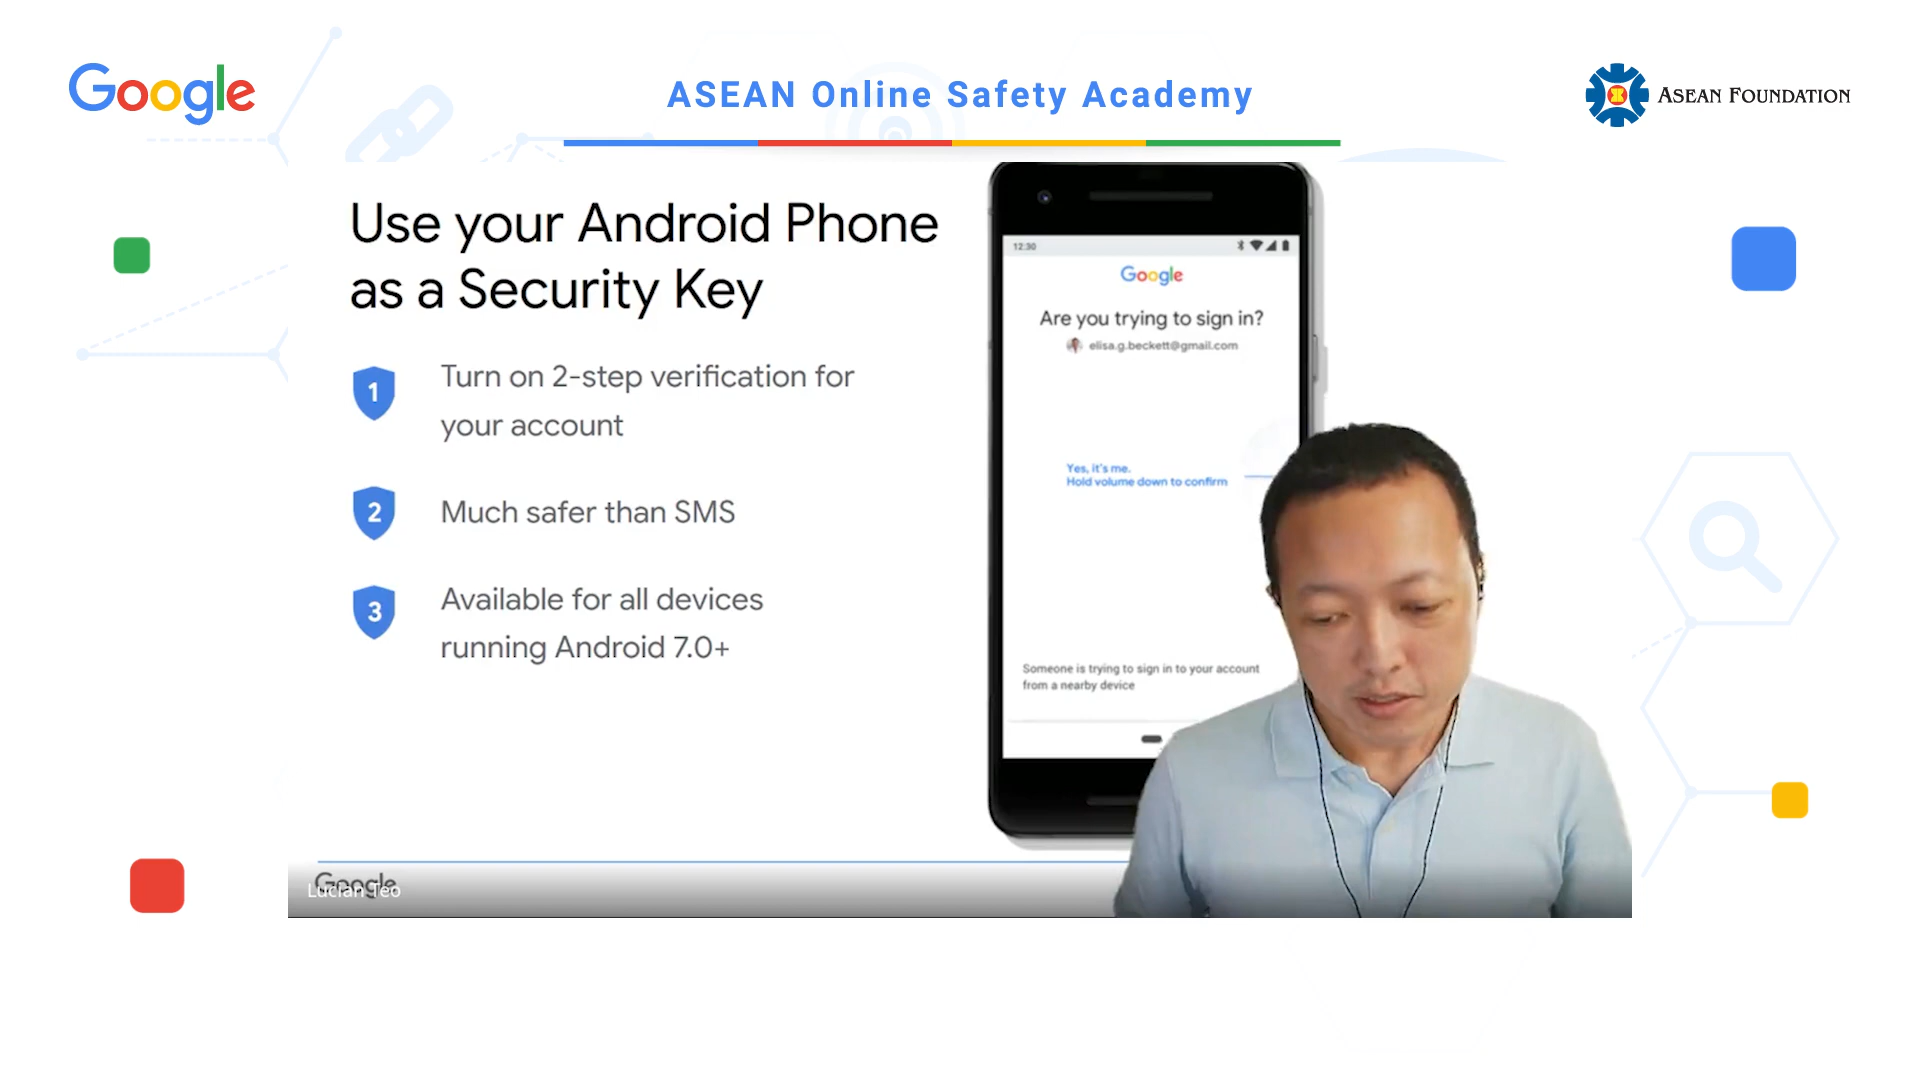 Google
ASEAN Online Safety Academy
ASEAN FOUNDATION
Use your Android Phone
as a Security Key
1
Turn on 2-step verification for
your account
2
Much safer than SMS
3
Available for all devices
running Android 7.0+
12:30
Google
Are you trying to sign in?
elisa.g.beckett@gmail.com
Yes, it's me.
Hold volume down to confirm
Someone is trying to sign in to your account
from a nearby device
Google
Lucian Teo